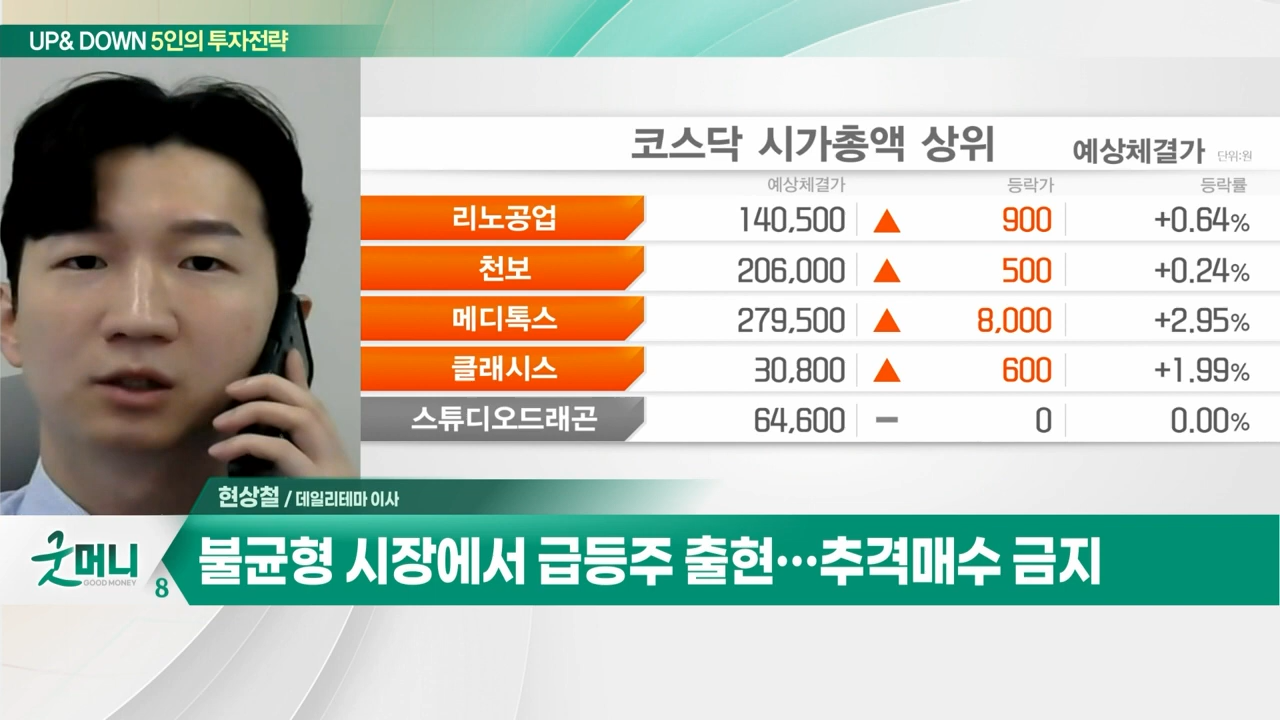 UP& DOWN 5인의 투자전략
코스닥 시가총액 상위 예상체결가 단위:원
예상체결가 등락가 등락률
리노공업 140,500 ▲ 900 +0.64%
천보 206,000 ▲ 500 +0.24%
메디톡스 279,500 ▲ 8,000 +2.95%
클래시스 30,800 ▲ 600 +1.99%
스튜디오드래곤 64,600 - 0 0.00%
현상철 / 데일리테마 이사
굿머니
GOOD MONEY
8
불균형 시장에서 급등주 출현…추격매수 금지